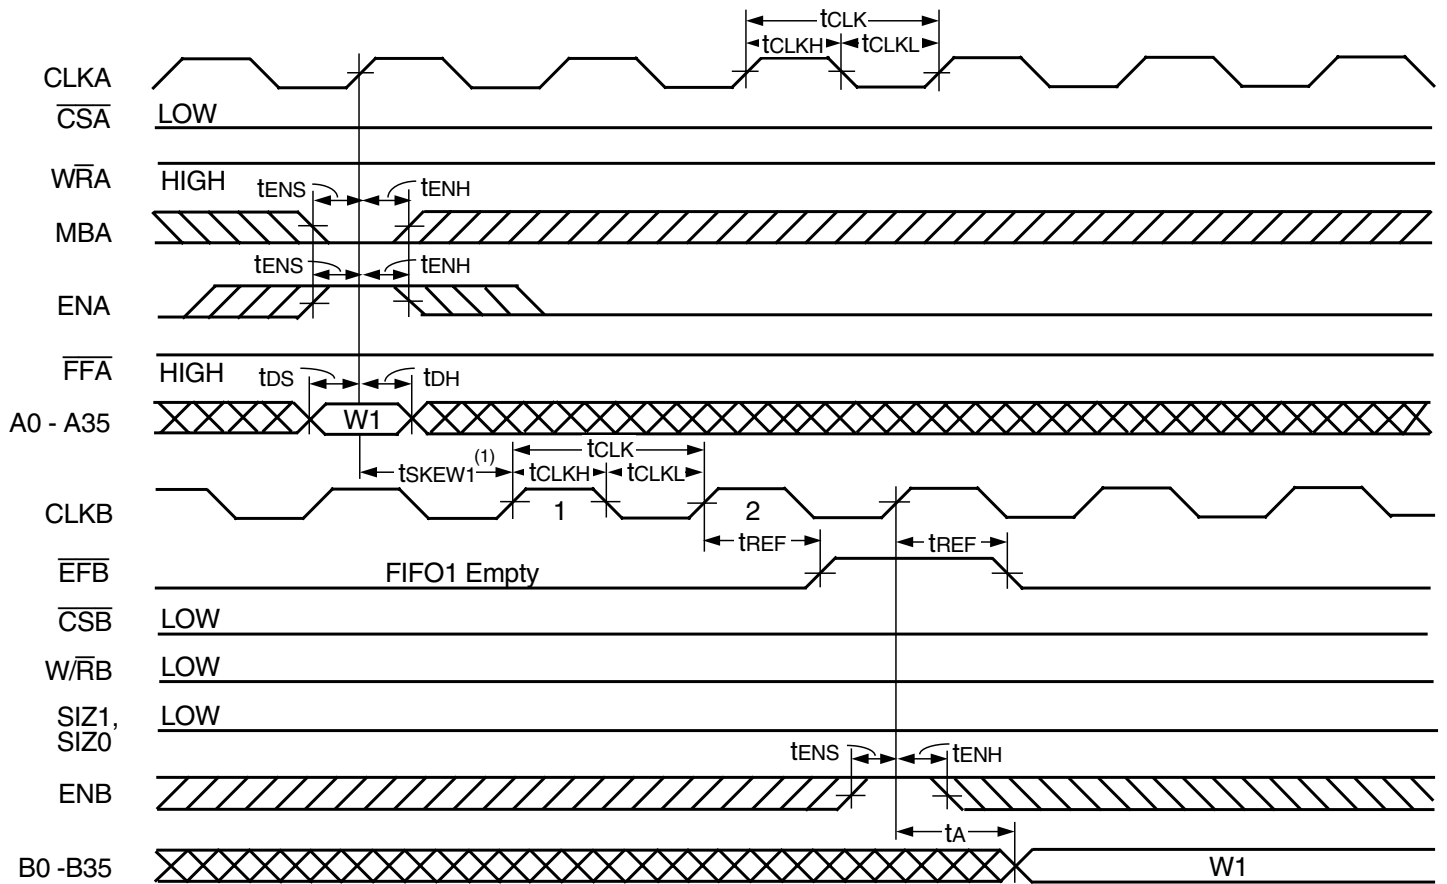 tCLK
tCLKH tCLKL
CLKA
CSA LOW
WRA HIGH
tENS tENH
MBA
tENS tENH
ENA
FFA HIGH
tDS tDH
A0 - A35 W1
tCLK
tSKEW1(1) tCLKH tCLKL
CLKB 1 2
tREF tREF
EFB FIFO1 Empty
CSB LOW
W/RB LOW
SIZ1, LOW
SIZ0
tENS tENH
ENB
tA
B0 -B35 W1